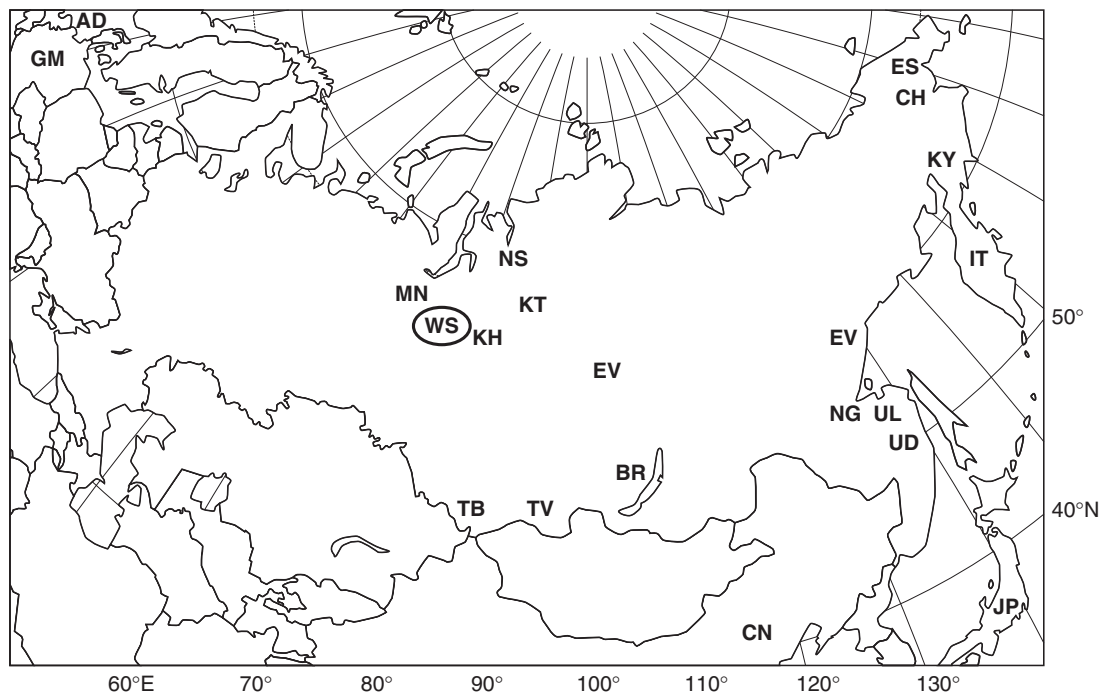 AD
GM
ES
CH
KY
NS
IT
MN
KT
WS
KH
50°
EV
EV
NG UL
UD
BR
TB TV
40°N
JP
CN
60°E 70° 80° 90° 100° 110° 120° 130°